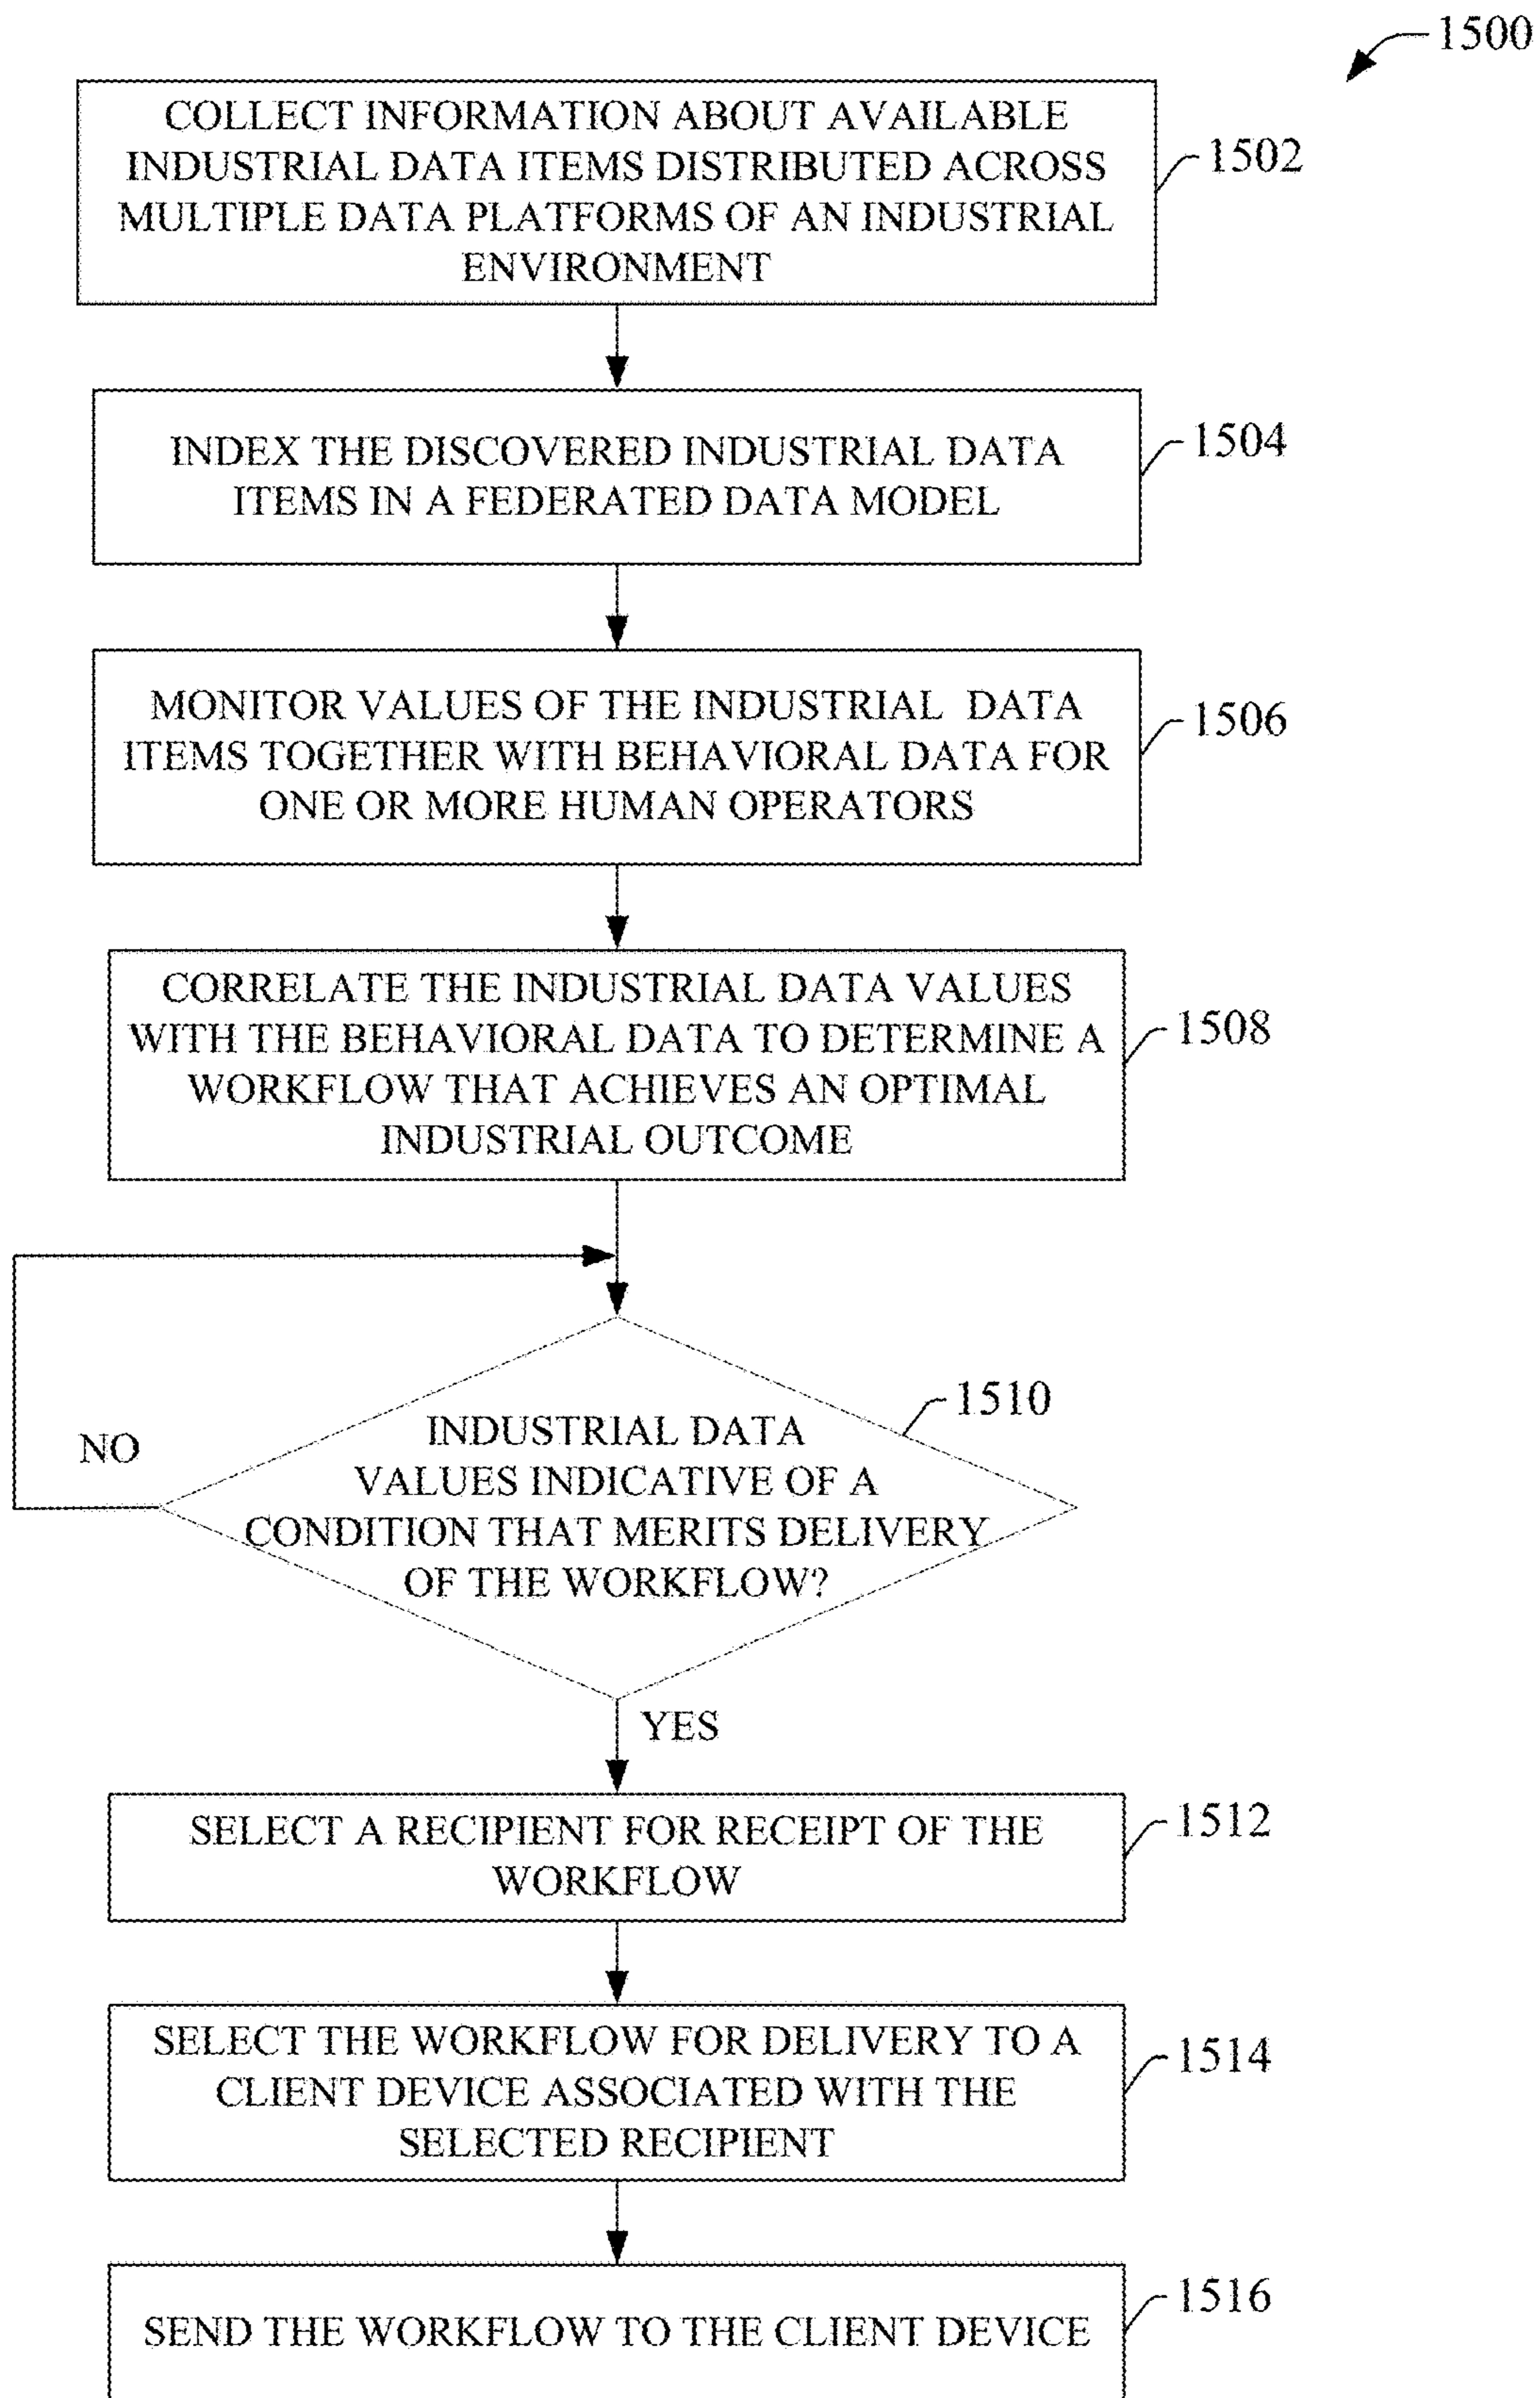 1500
COLLECT INFORMATION ABOUT AVAILABLE
INDUSTRIAL DATA ITEMS DISTRIBUTED ACROSS
MULTIPLE DATA PLATFORMS OF AN INDUSTRIAL
ENVIRONMENT
1502
INDEX THE DISCOVERED INDUSTRIAL DATA
ITEMS IN A FEDERATED DATA MODEL
1504
MONITOR VALUES OF THE INDUSTRIAL DATA
ITEMS TOGETHER WITH BEHAVIORAL DATA FOR
ONE OR MORE HUMAN OPERATORS
1506
CORRELATE THE INDUSTRIAL DATA VALUES
WITH THE BEHAVIORAL DATA TO DETERMINE A
WORKFLOW THAT ACHIEVES AN OPTIMAL
INDUSTRIAL OUTCOME
1508
INDUSTRIAL DATA
VALUES INDICATIVE OF A
CONDITION THAT MERITS DELIVERY
OF THE WORKFLOW?
1510
NO
YES
SELECT A RECIPIENT FOR RECEIPT OF THE
WORKFLOW
1512
SELECT THE WORKFLOW FOR DELIVERY TO A
CLIENT DEVICE ASSOCIATED WITH THE
SELECTED RECIPIENT
1514
SEND THE WORKFLOW TO THE CLIENT DEVICE
1516